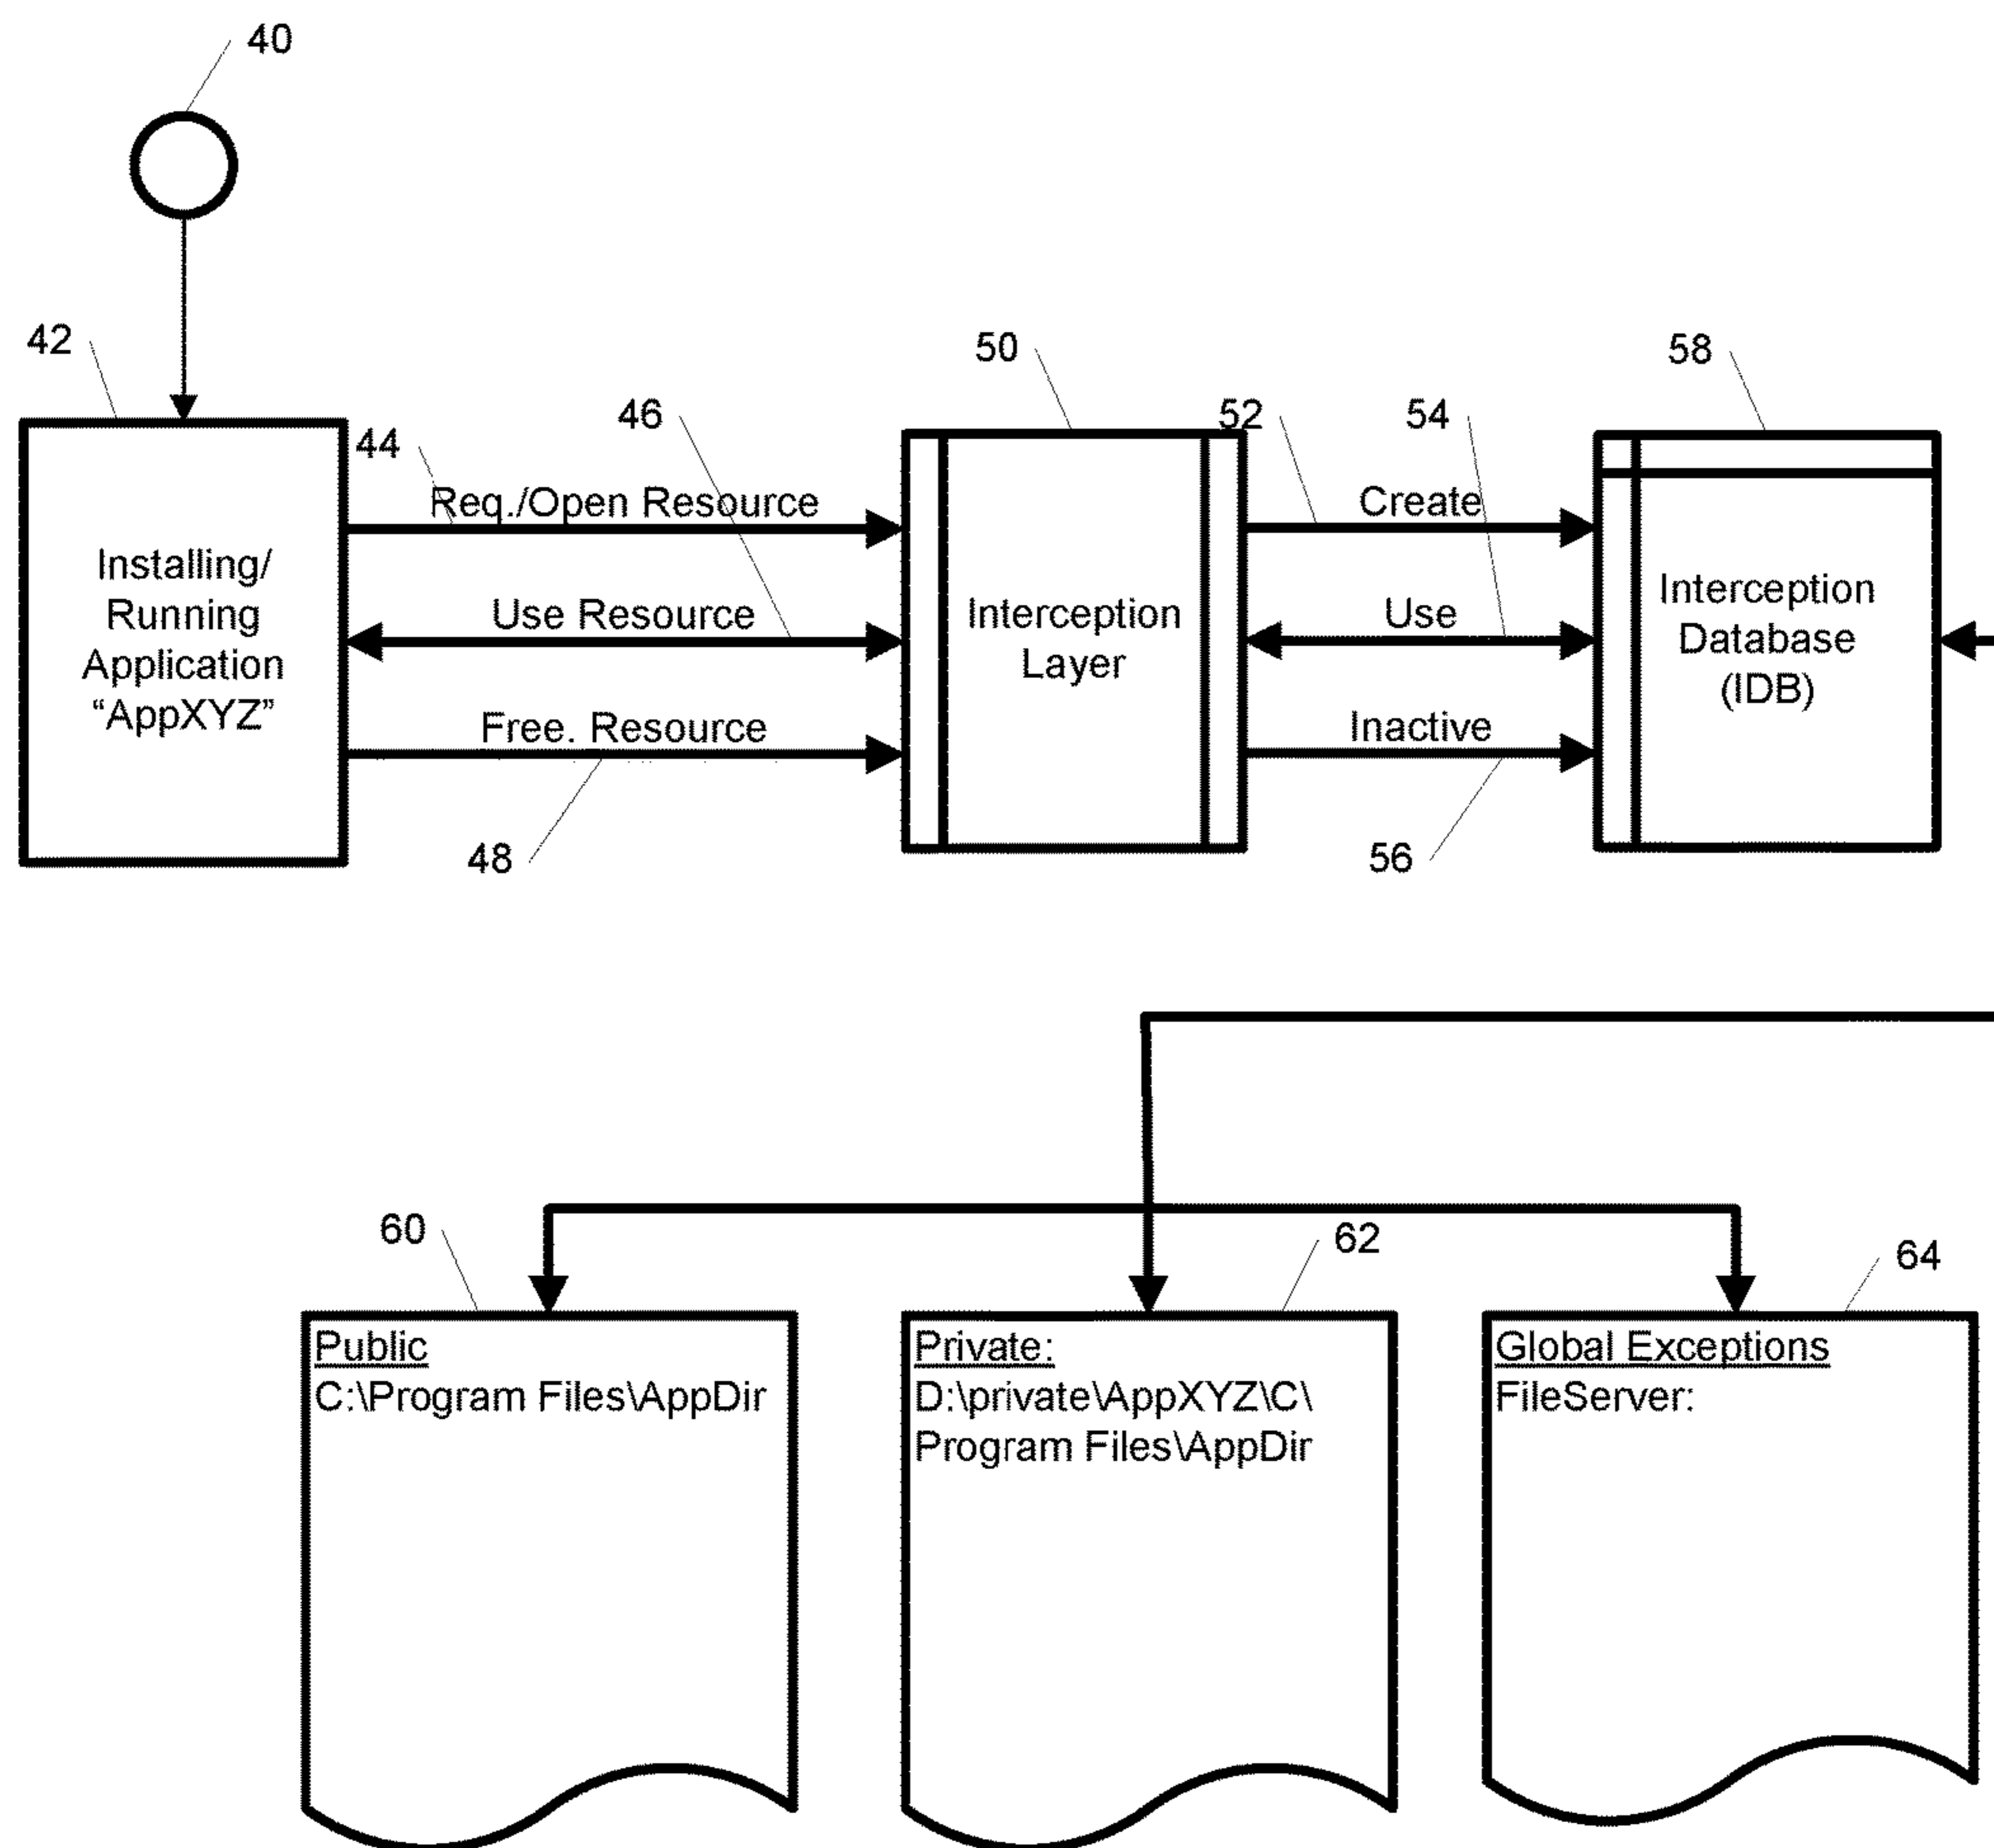 40
42
50
58
44
46
52
54
Req./Open Resource
Create
Installing/
Running
Application
“AppXYZ”
Use Resource
Interception
Layer
Use
Interception
Database
(IDB)
Free. Resource
Inactive
48
56
60
62
64
Public
C:\Program Files\AppDir
Private:
D:\private\AppXYZ\C\
Program Files\AppDir
Global Exceptions
FileServer: